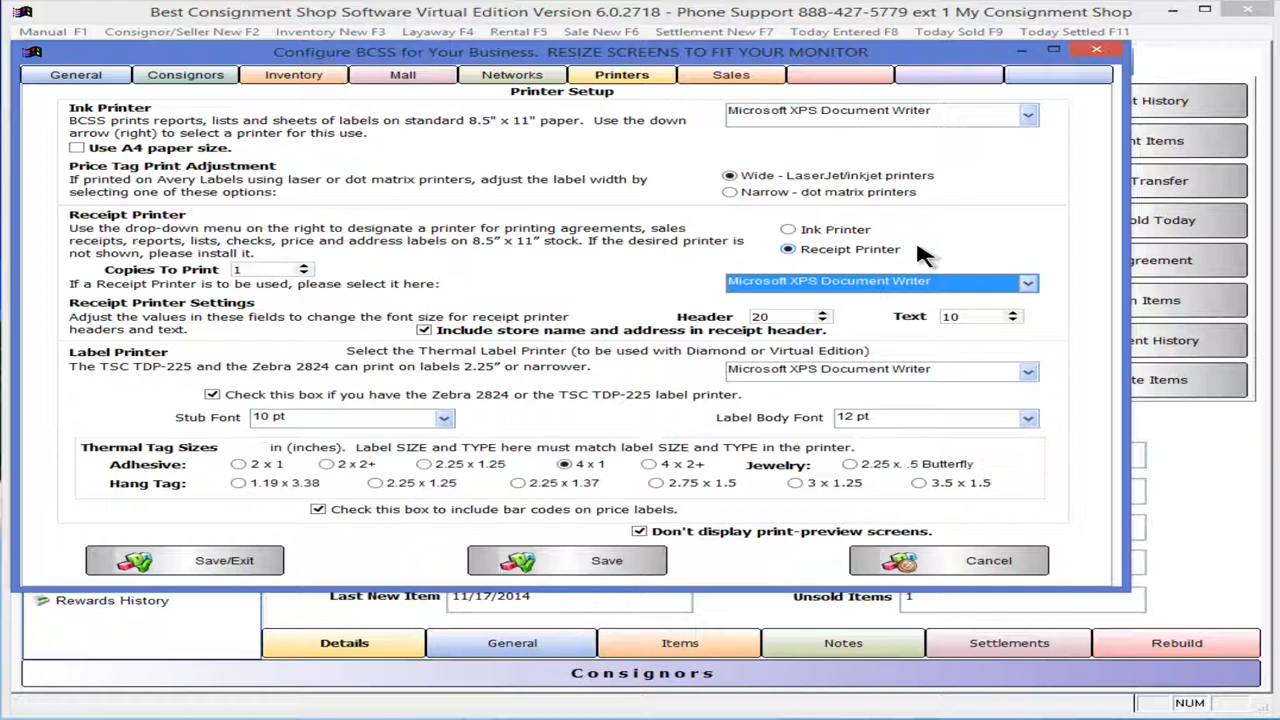 Best Consignment Shop Software Virtual Edition Version 6.0.2718 - Phone Support 888-427-5779 ext 1 My Consignment Shop
Manual F1 Consignor/Seller New F2 Inventory New F3 Layaway F4 Rental F5 Sale New F6 Settlement New F7 Today Entered F8 Today Sold F9 Today Settled F11
Configure BCSS for Your Business. RESIZE SCREENS TO FIT YOUR MONITOR
General Consignors Inventory Mall Networks Printers Sales
Printer Setup
Ink Printer
BCSS prints reports, lists and sheets of labels on standard 8.5" x 11" paper. Use the down
arrow (right) to select a printer for this use.
Microsoft XPS Document Writer
Use A4 paper size.
Price Tag Print Adjustment
If printed on Avery Labels using laser or dot matrix printers, adjust the label width by
selecting one of these options:
Wide - LaserJet/inkjet printers
Narrow - dot matrix printers
Receipt Printer
Use the drop-down menu on the right to designate a printer for printing agreements, sales
receipts, reports, lists, checks, price and address labels on 8.5" x 11" stock. If the desired printer is
not shown, please install it.
Ink Printer
Receipt Printer
Copies To Print 1
If a Receipt Printer is to be used, please select it here:
Microsoft XPS Document Writer
Receipt Printer Settings
Adjust the values in these fields to change the font size for receipt printer
headers and text.
Header 20 Text 10
Include store name and address in receipt header.
Label Printer Select the Thermal Label Printer (to be used with Diamond or Virtual Edition)
The TSC TDP-225 and the Zebra 2824 can print on labels 2.25" or narrower.
Microsoft XPS Document Writer
Check this box if you have the Zebra 2824 or the TSC TDP-225 label printer.
Stub Font 10 pt Label Body Font 12 pt
Thermal Tag Sizes in (inches). Label SIZE and TYPE here must match label SIZE and TYPE in the printer.
Adhesive: 2 x 1 2 x 2+ 2.25 x 1.25 4 x 1 4 x 2+ Jewelry: 2.25 x .5 Butterfly
Hang Tag: 1.19 x 3.38 2.25 x 1.25 2.25 x 1.37 2.75 x 1.5 3 x 1.25 3.5 x 1.5
Check this box to include bar codes on price labels.
Don't display print-preview screens.
Save/Exit Save Cancel
t History
t Items
Transfer
ld Today
greement
n Items
ent History
te Items
Rewards History
Last New Item 11/17/2014 Unsold Items 1
Details General Items Notes Settlements Rebuild
Consignors
NUM